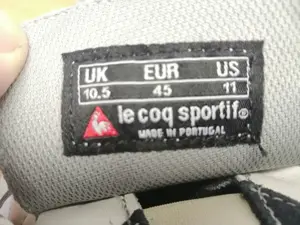 UK EUR US
10.5 45 11
le coq sportif®
MADE IN PORTUGAL